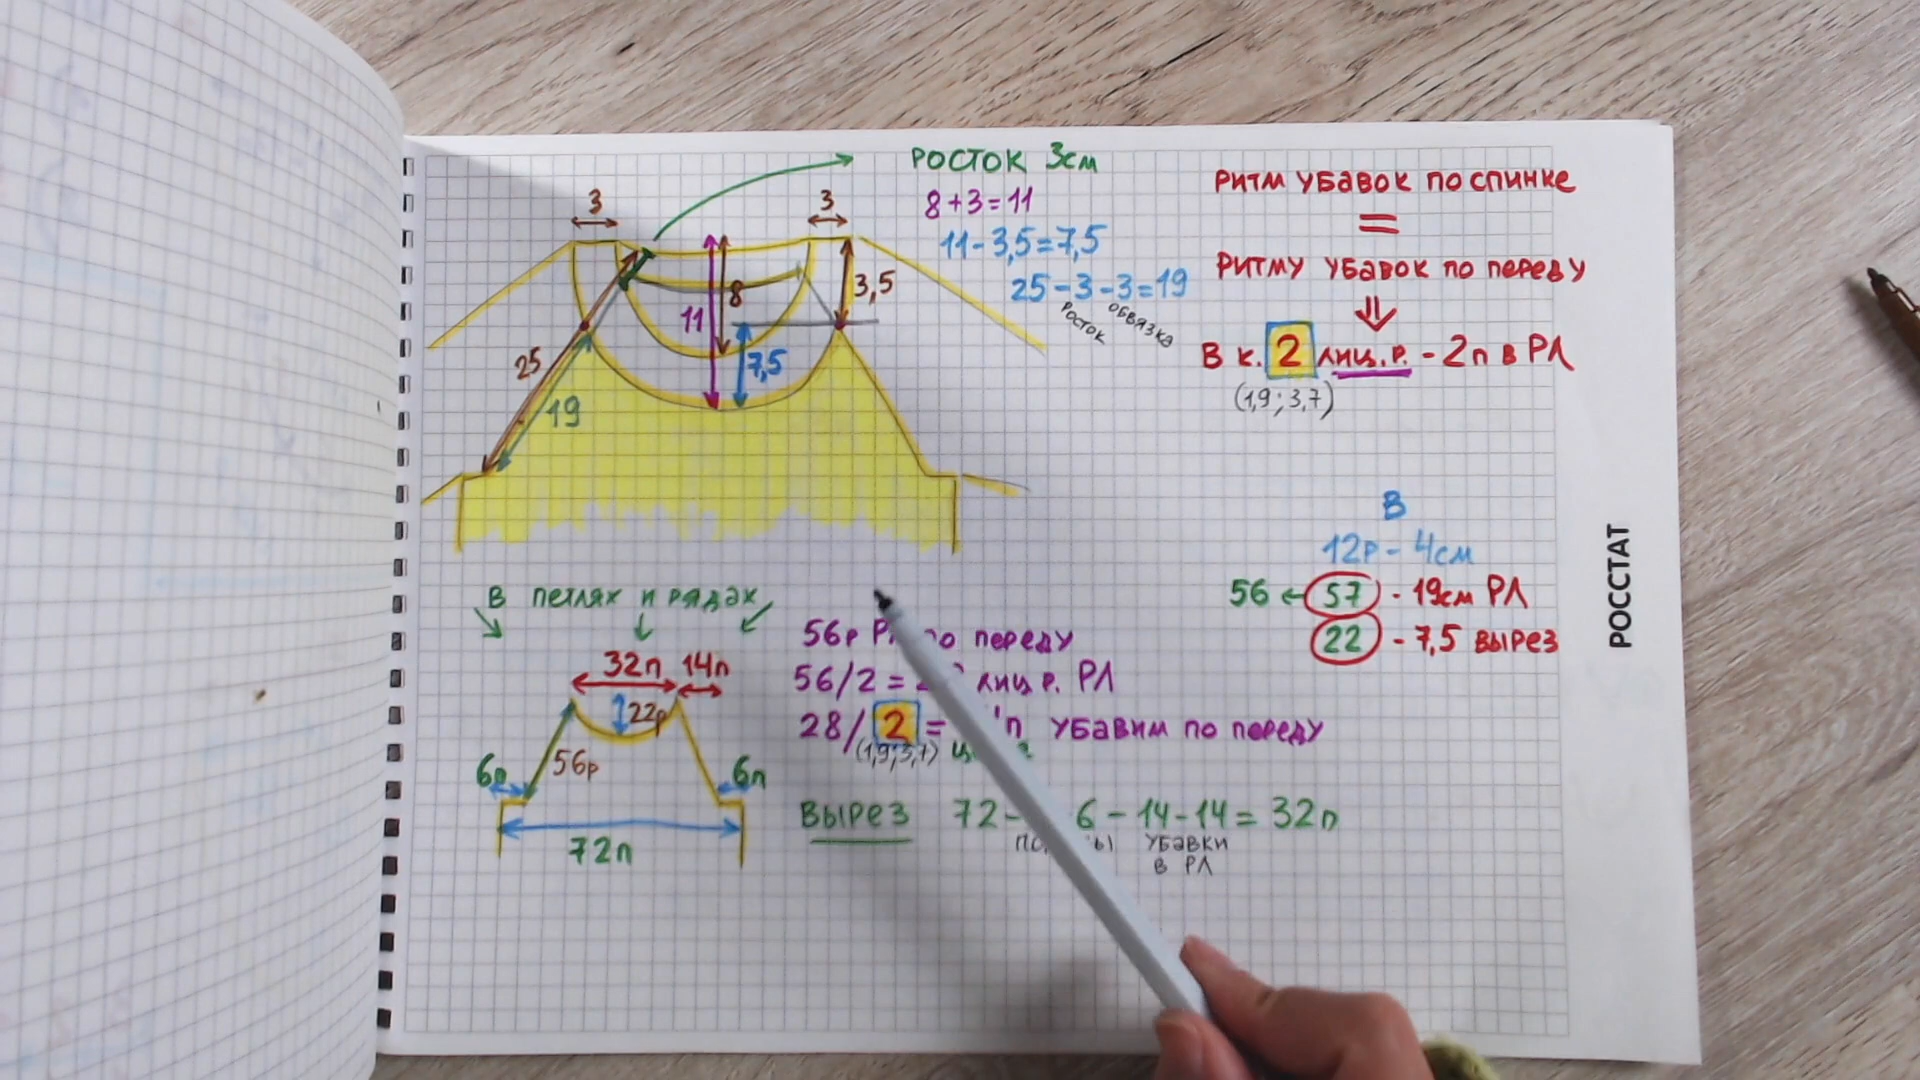 РОСТОК 3см
8+3=11
11-3,5=7,5
25-3-3=19
РОСТОК
ОБВЯЗКА
3
3
3,5
8
11
7,5
25
19
РИТМ УБАВОК ПО СПИНКЕ
=
РИТМУ УБАВОК ПО ПЕРЕДУ
В К. 2 ЛИЦ.Р. - 2п в РЛ
(1,9; 3,7)
В
12р - 4см
56 ← 57 - 19см РЛ
22 - 7,5 ВЫРЕЗ
РОССТАТ
В ПЕТЛЯХ И РЯДАХ
32п 14п
22р
56р
6п
72п
56р ПЕРЕДУ
56/2 = ЛИЦ Р. РЛ
28/2 = п УБАВИМ ПО ПЕРЕДУ
(1,9; 3,7)
ВЫРЕЗ 72- 6-14-14=32п
УБАВКИ
В РЛ